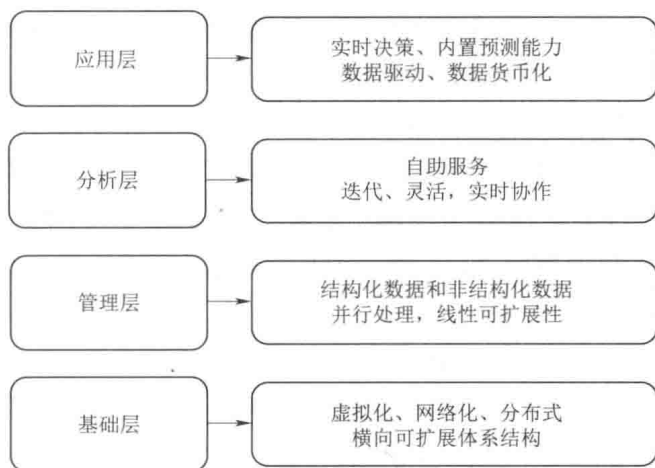 应用层
实时决策、内置预测能力
数据驱动、数据货币化
分析层
自助服务
迭代、灵活，实时协作
管理层
结构化数据和非结构化数据
并行处理，线性可扩展性
基础层
虚拟化、网络化、分布式
横向可扩展体系结构